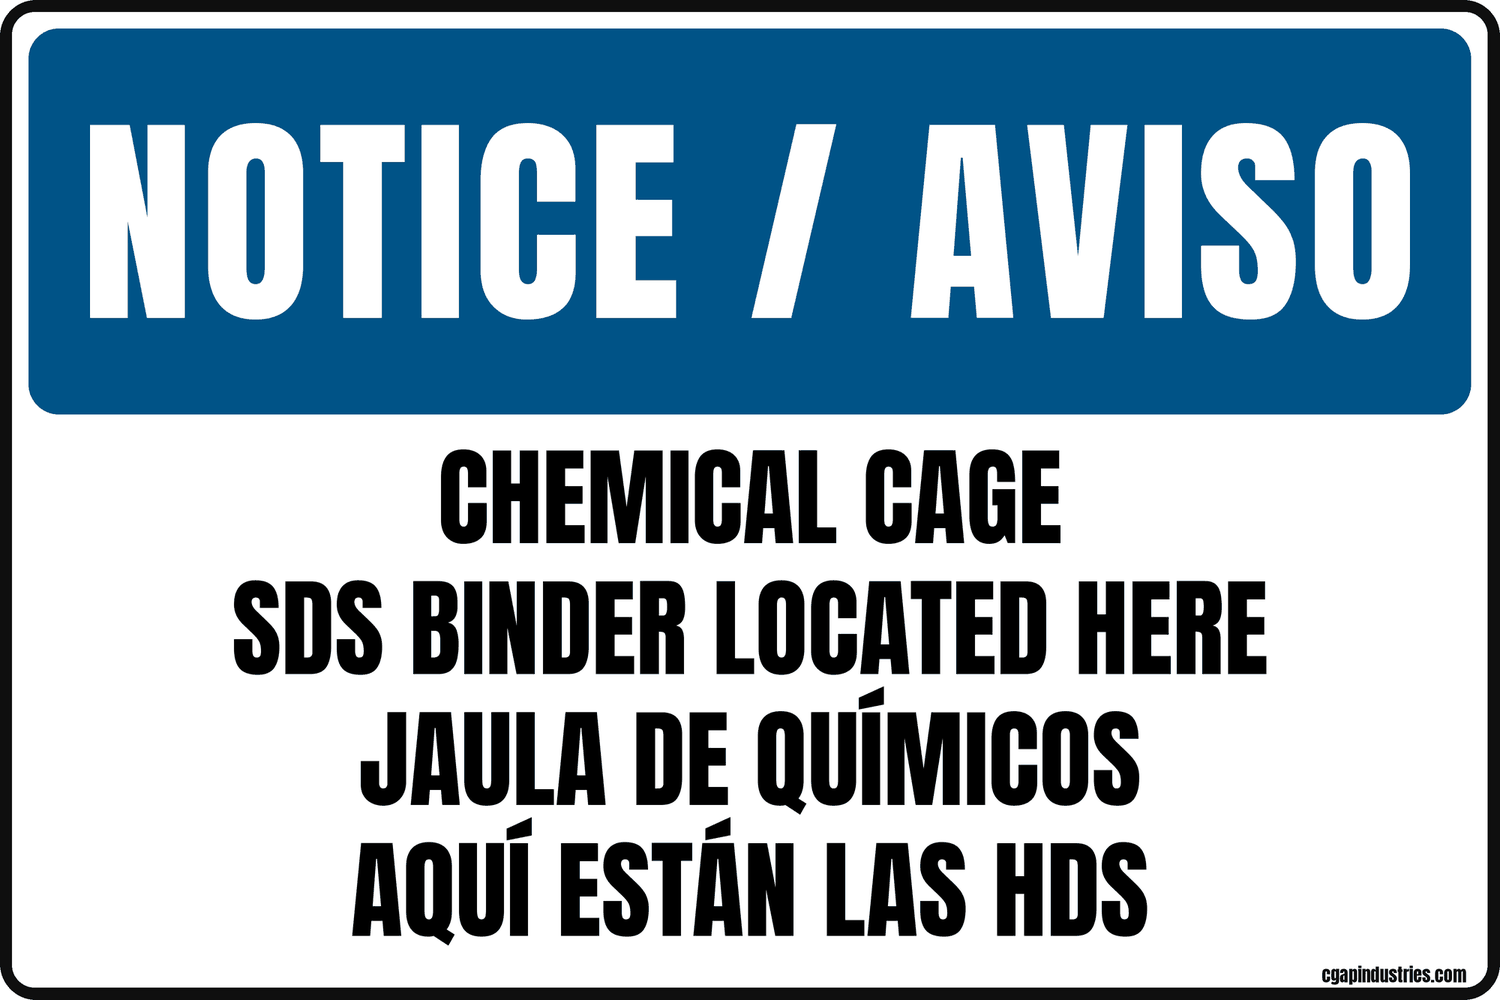 NOTICE / AVISO
CHEMICAL CAGE
SDS BINDER LOCATED HERE
JAULA DE QUÍMICOS
AQUÍ ESTÁN LAS HDS
cgapindustries.com